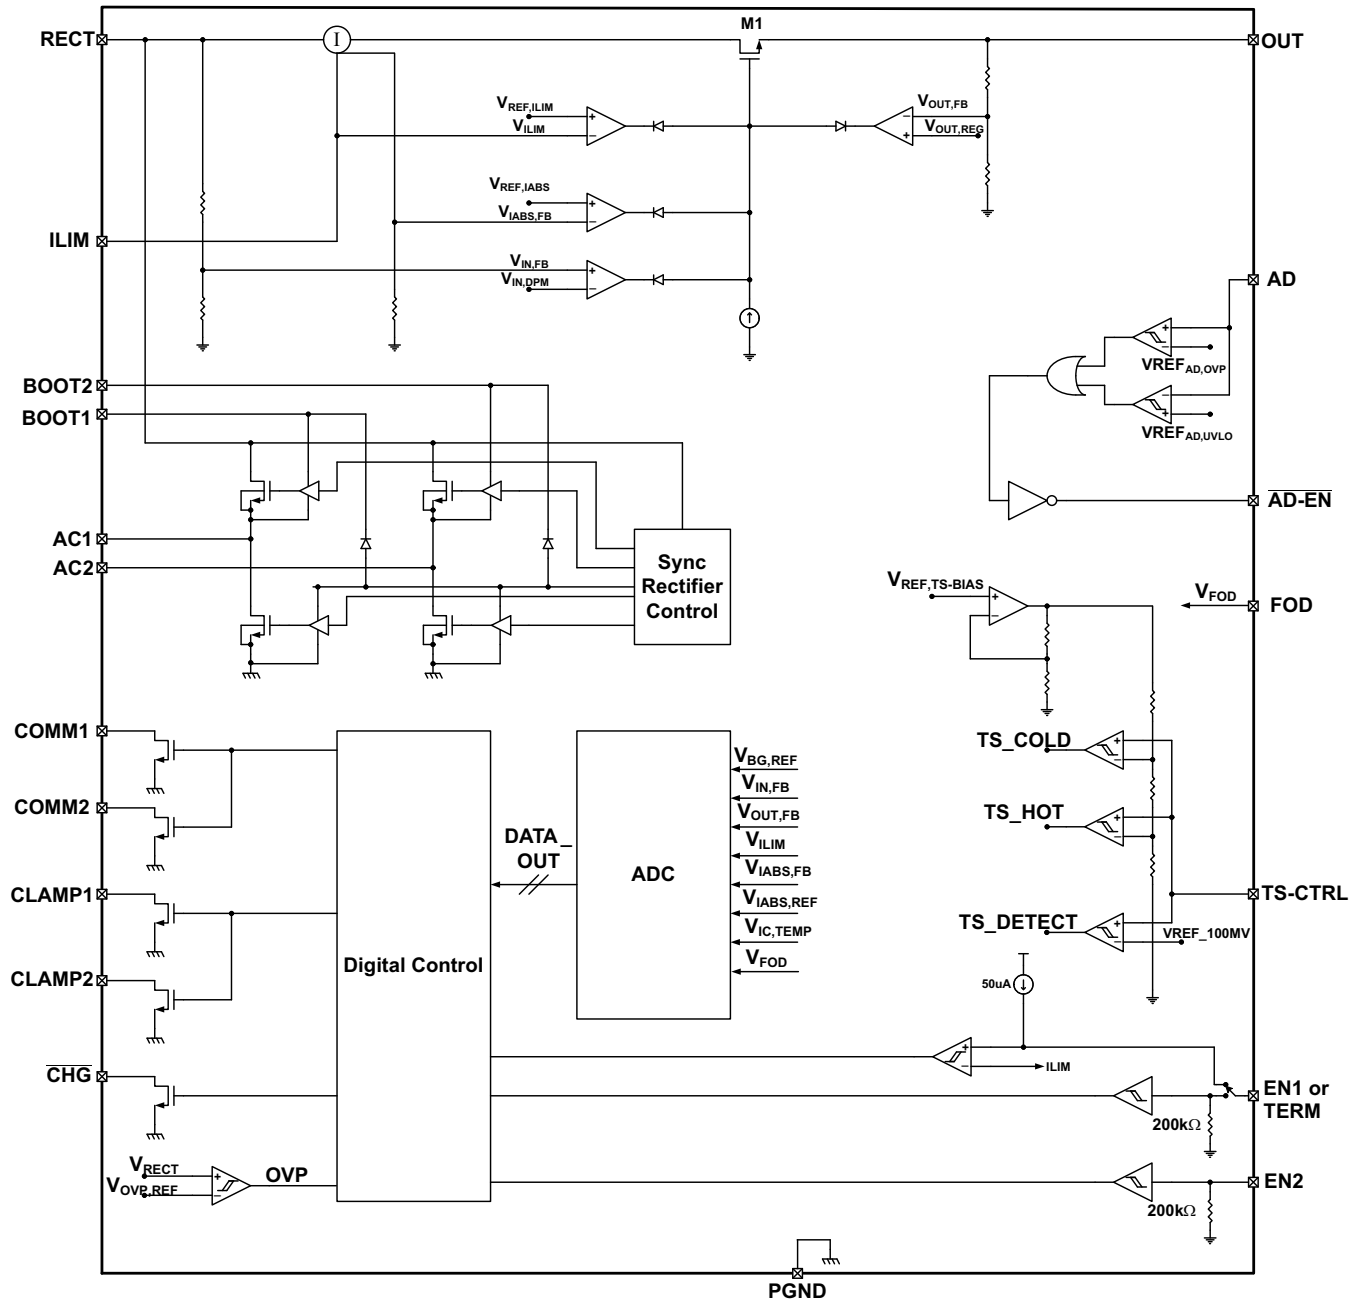 M1
RECT
I
OUT
VREF,ILIM
VILIM
VOUT,FB
VOUT,REG
VREF,IABS
VIABS,FB
ILIM
VIN,FB
VIN,DPM
AD
VREFAD,OVP
BOOT2
BOOT1
VREFAD,UVLO
AD-EN
AC1
AC2
Sync
Rectifier
Control
VREF,TS-BIAS
VFOD
FOD
COMM1
COMM2
CLAMP1
CLAMP2
CHG
Digital Control
DATA_
OUT
ADC
VBG,REF
VIN,FB
VOUT,FB
VILIM
VIABS,FB
VIABS,REF
VIC,TEMP
VFOD
TS_COLD
TS_HOT
TS-CTRL
TS_DETECT
VREF_100MV
50uA
ILIM
EN1 or
TERM
200kΩ
VRECT
VOVP,REF
OVP
EN2
200kΩ
PGND